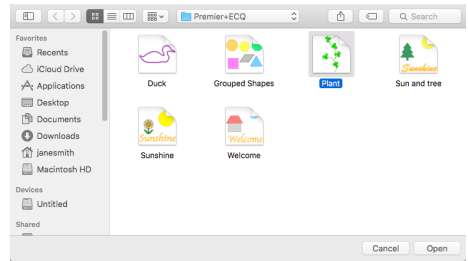 Premier+ECQ
Search
Favorites
Recents
iCloud Drive
Applications
Desktop
Documents
Downloads
janesmith
Macintosh HD
Devices
Untitled
Shared
Duck
Grouped Shapes
Plant
Sunshine
Sun and tree
Sunshine
Sunshine
Welcome
Welcome
Cancel
Open